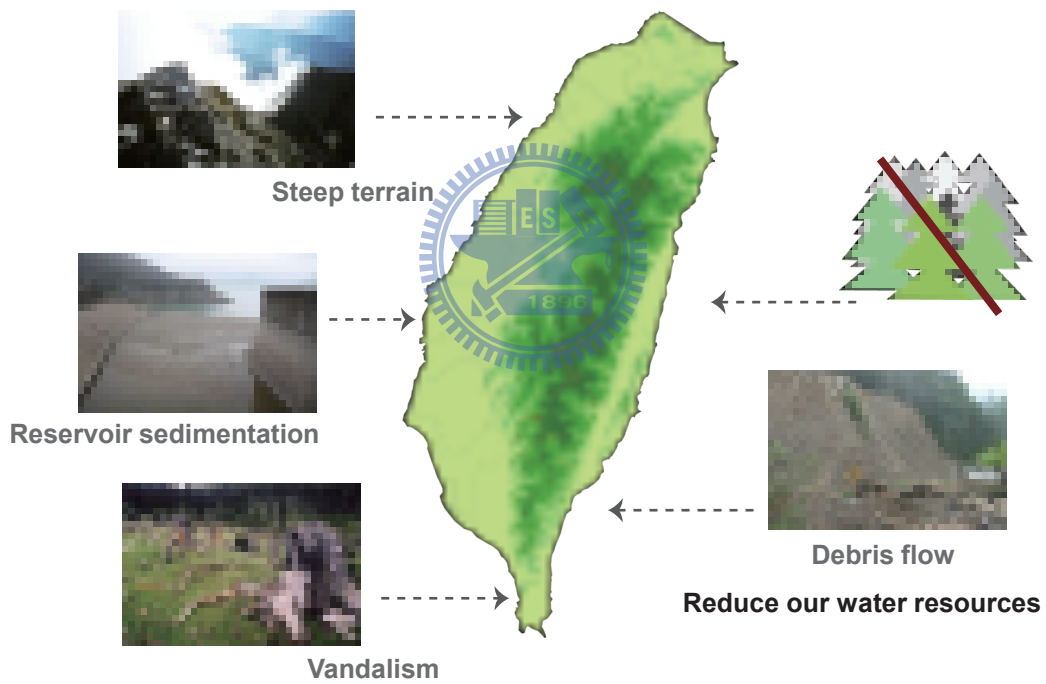 Steep terrain
ES
1896
Reservoir sedimentation
Debris flow
Reduce our water resources
Vandalism